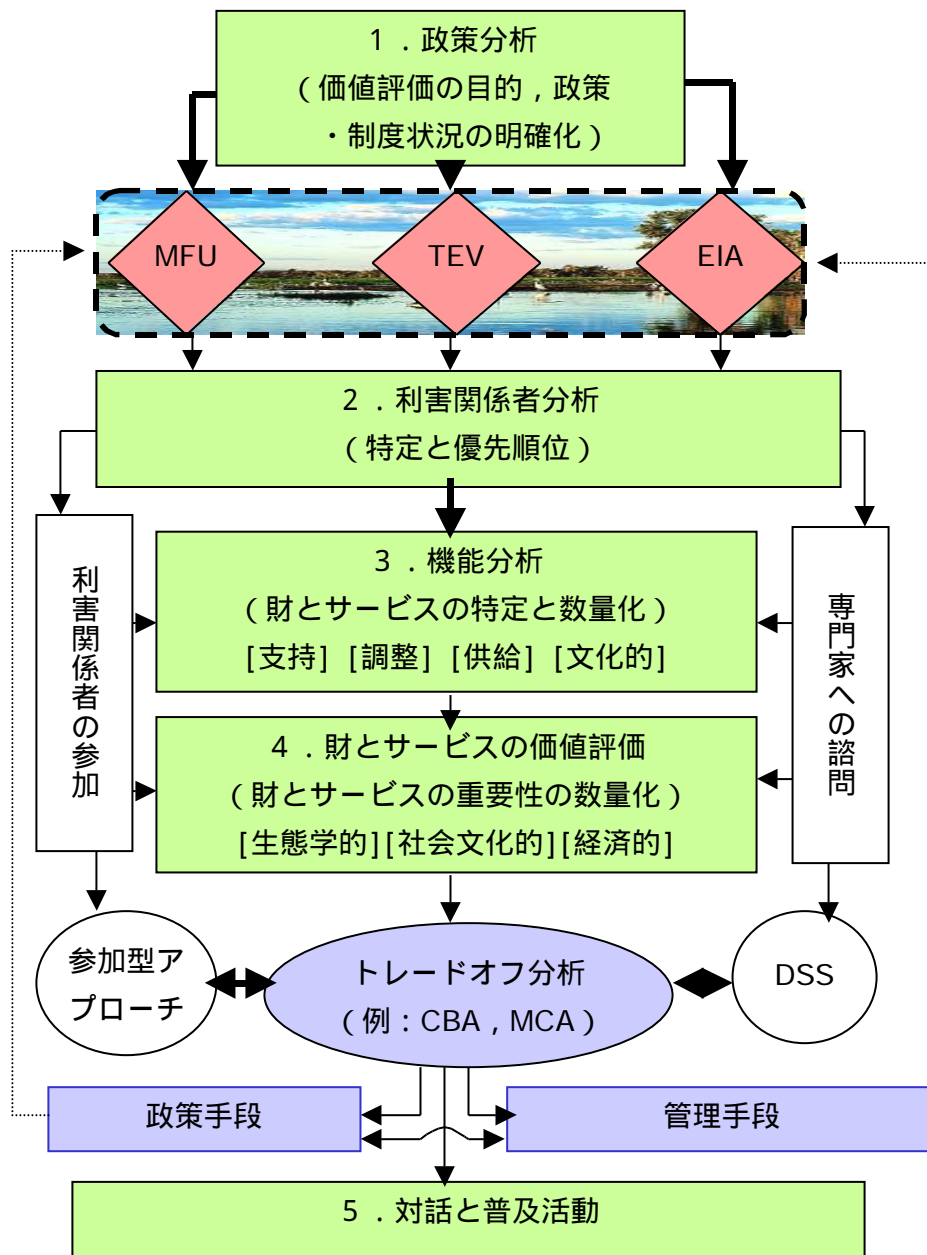 1．政策分析
（価値評価の目的，政策
・制度状況の明確化）
MFU
TEV
EIA
2．利害関係者分析
（特定と優先順位）
利害関係者の参加
3．機能分析
（財とサービスの特定と数量化）
[支持] [調整] [供給] [文化的]
専門家への諮問
4．財とサービスの価値評価
（財とサービスの重要性の数量化）
[生態学的][社会文化的][経済的]
参加型ア
プローチ
トレードオフ分析
（例：CBA，MCA）
DSS
政策手段
管理手段
5．対話と普及活動